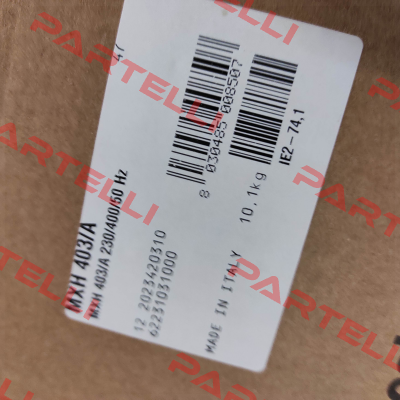 MXH 403/A
MXH 403/A 230/400/50 Hz
12 2023420310
62231031000
MADE IN ITALY
47
8 030485 008507
10.1kg
IE2-74,1
PARTELLI
PARTELLI
PARTELLI
PARTELLI